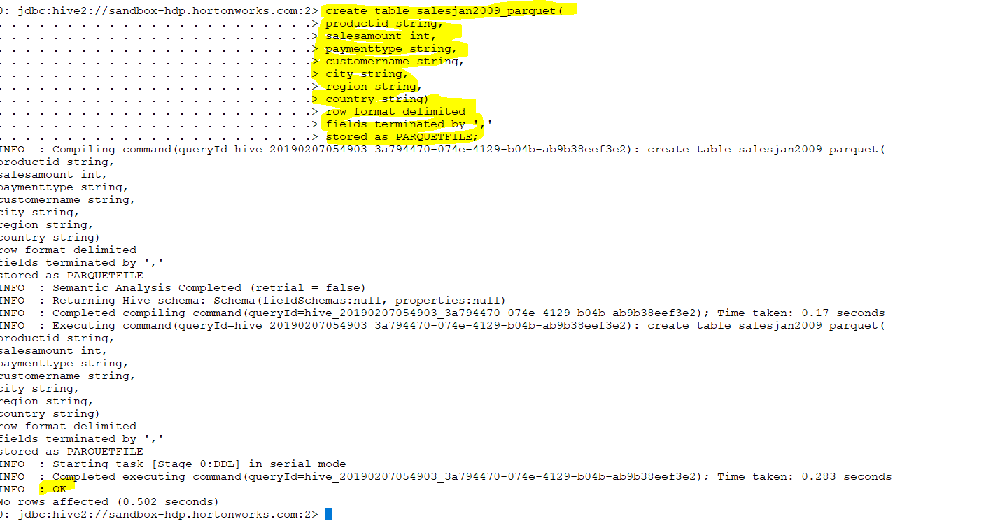 0: jdbc:hive2://sandbox-hdp.hortonworks.com:2> create table salesjan2009_parquet(
. . . . . . . . . . . . . . . . . . . . . . .> productid string,
. . . . . . . . . . . . . . . . . . . . . . .> salesamount int,
. . . . . . . . . . . . . . . . . . . . . . .> paymenttype string,
. . . . . . . . . . . . . . . . . . . . . . .> customername string,
. . . . . . . . . . . . . . . . . . . . . . .> city string,
. . . . . . . . . . . . . . . . . . . . . . .> region string,
. . . . . . . . . . . . . . . . . . . . . . .> country string)
. . . . . . . . . . . . . . . . . . . . . . .> row format delimited
. . . . . . . . . . . . . . . . . . . . . . .> fields terminated by ','
. . . . . . . . . . . . . . . . . . . . . . .> stored as PARQUETFILE;
INFO  : Compiling command(queryId=hive_20190207054903_3a794470-074e-4129-b04b-ab9b38eef3e2): create table salesjan2009_parquet(
productid string,
salesamount int,
paymenttype string,
customername string,
city string,
region string,
country string)
row format delimited
fields terminated by ','
stored as PARQUETFILE
INFO  : Semantic Analysis Completed (retrial = false)
INFO  : Returning Hive schema: Schema(fieldSchemas:null, properties:null)
INFO  : Completed compiling command(queryId=hive_20190207054903_3a794470-074e-4129-b04b-ab9b38eef3e2); Time taken: 0.17 seconds
INFO  : Executing command(queryId=hive_20190207054903_3a794470-074e-4129-b04b-ab9b38eef3e2): create table salesjan2009_parquet(
productid string,
salesamount int,
paymenttype string,
customername string,
city string,
region string,
country string)
row format delimited
fields terminated by ','
stored as PARQUETFILE
INFO  : Starting task [Stage-0:DDL] in serial mode
INFO  : Completed executing command(queryId=hive_20190207054903_3a794470-074e-4129-b04b-ab9b38eef3e2); Time taken: 0.283 seconds
INFO  : OK
No rows affected (0.502 seconds)
0: jdbc:hive2://sandbox-hdp.hortonworks.com:2>